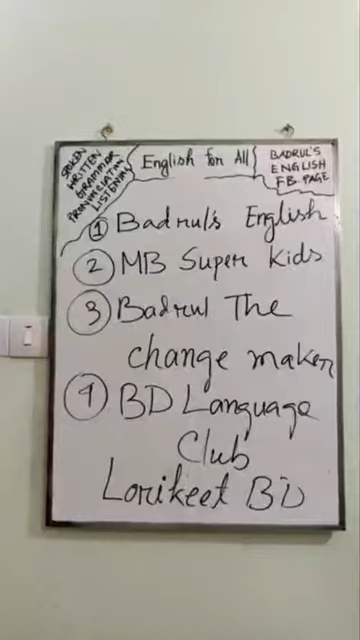 SPOKEN
WRITTEN
GRAMMAR
PRONUNCIATION
LISTENING
English for All
BADRUL'S
ENGLISH
FB-PAGE
1 Badrul's English
2 MB Super Kids
3 Badrul The
change maker
4 BD Language
Club
Lorikeet BD